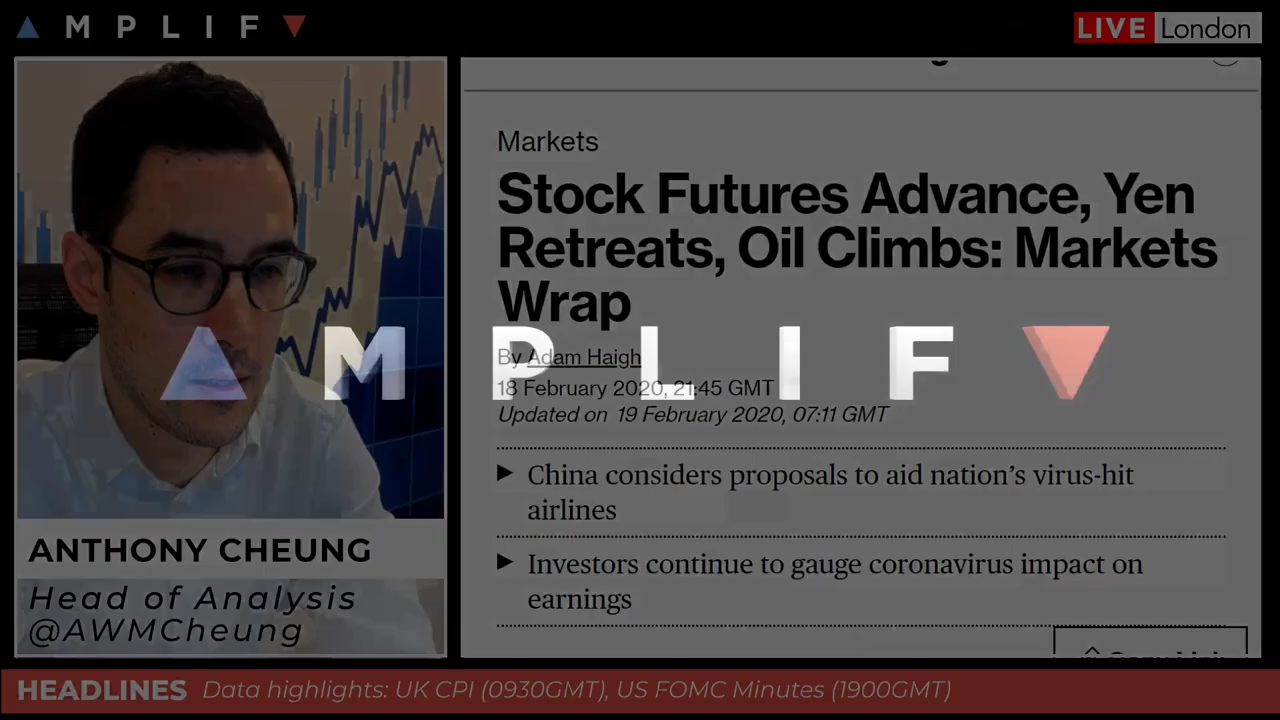 MPLIF
LIVE London
Markets
Stock Futures Advance, Yen
Retreats, Oil Climbs: Markets
Wrap
MPLIF
By Adam Haigh
18 February 2020, 21:45 GMT
Updated on 19 February 2020, 07:11 GMT
China considers proposals to aid nation’s virus-hit
airlines
Investors continue to gauge coronavirus impact on
earnings
ANTHONY CHEUNG
Head of Analysis
@AWMCheung
HEADLINES Data highlights: UK CPI (0930GMT), US FOMC Minutes (1900GMT)